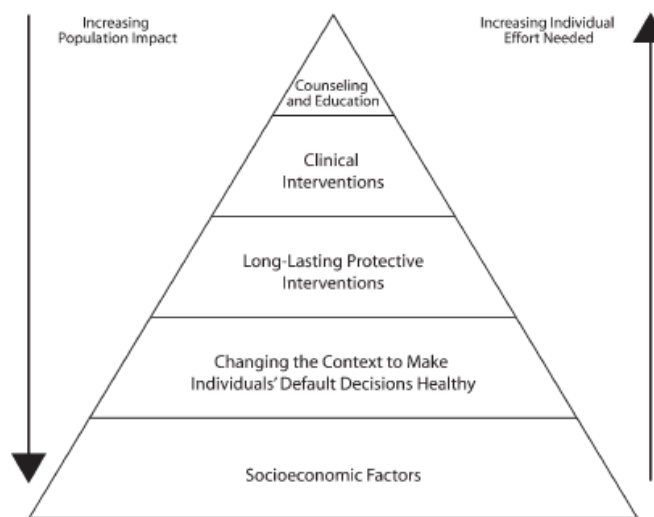 Increasing
Population Impact
Increasing Individual
Effort Needed
Counseling
and Education
Clinical
Interventions
Long-Lasting Protective
Interventions
Changing the Context to Make
Individuals’ Default Decisions Healthy
Socioeconomic Factors